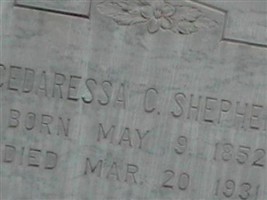 CEDARESSA C. SHEPHE
BORN MAY 9, 1852
DIED MAR. 20 1931